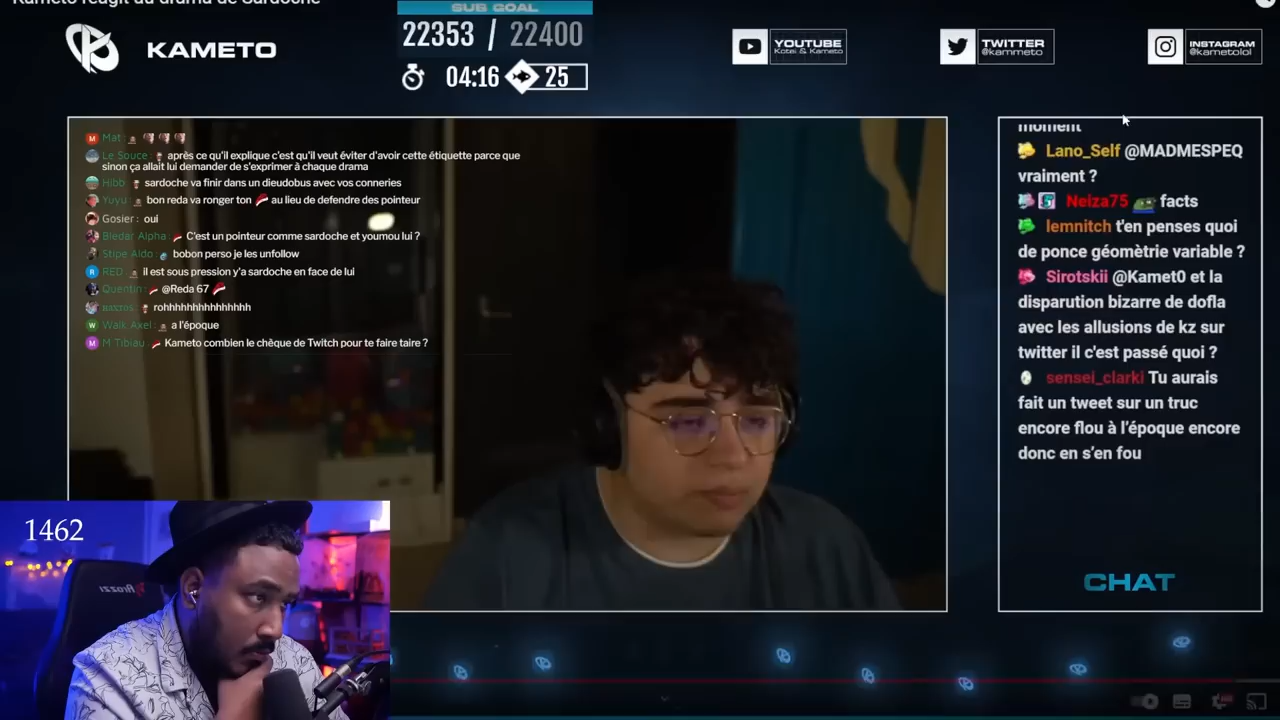 Kameto réagit au drama de Sardoche
SUB GOAL
22353 / 22400
04:16
25
KAMETO
YOUTUBE
Kotei & Kameto
TWITTER
@kammeto
INSTAGRAM
@kametolol
Mat :
Le Souce : après ce qu'il explique c'est qu'il veut éviter d'avoir cette étiquette parce que
sinon ça allait lui demander de s'exprimer à chaque drama
Hibb : sardoche va finir dans un dieudobus avec vos conneries
Yuyu : bon reda va ronger ton au lieu de defendre des pointeur
Gosier : oui
Bledar Alpha : C'est un pointeur comme sardoche et youmou lui ?
Stipe Aldo : bobon perso je les unfollow
RED : il est sous pression y'a sardoche en face de lui
Quentin : @Reda 67
rohhhhhhhhhhhhhh
Walk Axel : a l'époque
M Tibiau : Kameto combien le chèque de Twitch pour te faire taire ?
moment
Lano_Self @MADMESPEQ
vraiment ?
Neiza75 facts
lemnitch t'en penses quoi
de ponce géomètrie variable ?
Sirotskii @Kamet0 et la
disparution bizarre de dofla
avec les allusions de kz sur
twitter il c'est passé quoi ?
sensei_clarki Tu aurais
fait un tweet sur un truc
encore flou à l'époque encore
donc en s'en fou
CHAT
1462
Arozzi